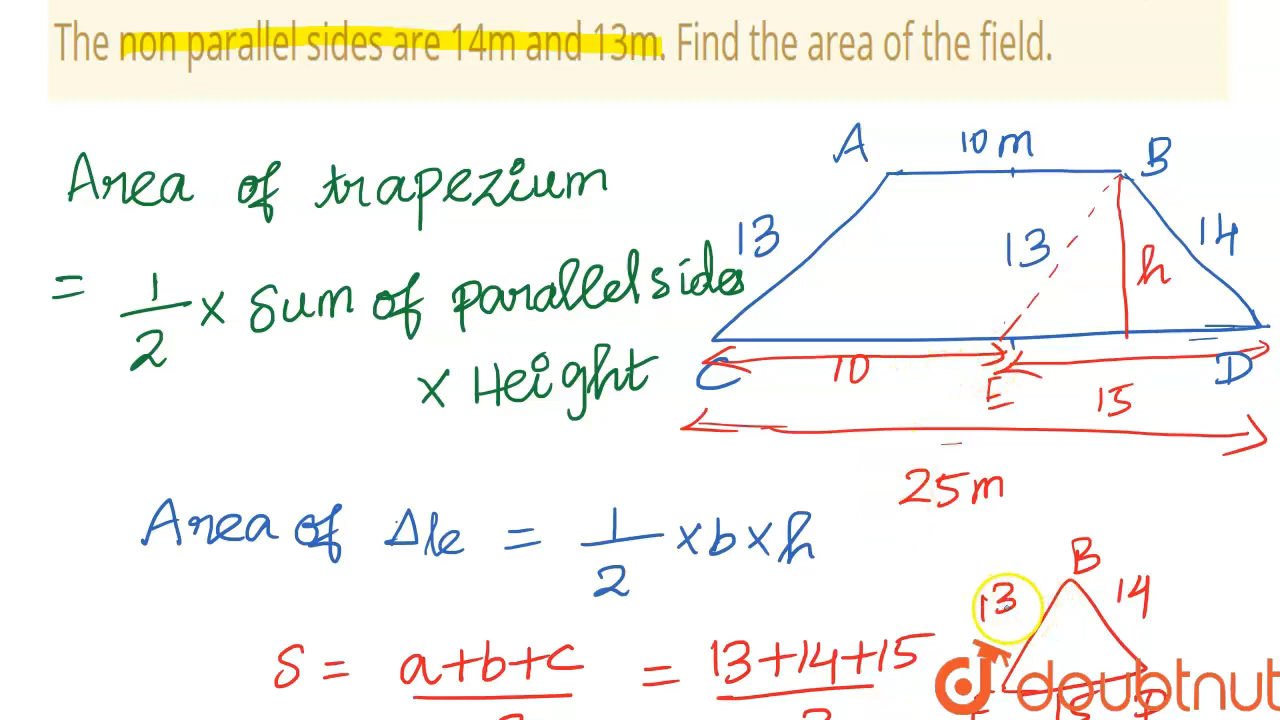 The non parallel sides are 14m and 13m. Find the area of the field.
Area of trapezium
= 1/2 × Sum of parallel sides
× Height
A 10 m B
13 13 h 14
C 10 E 15 D
25 m
Area of Δle = 1/2 × b × h
B
13 14
S = a+b+c = 13+14+15
doubtnut